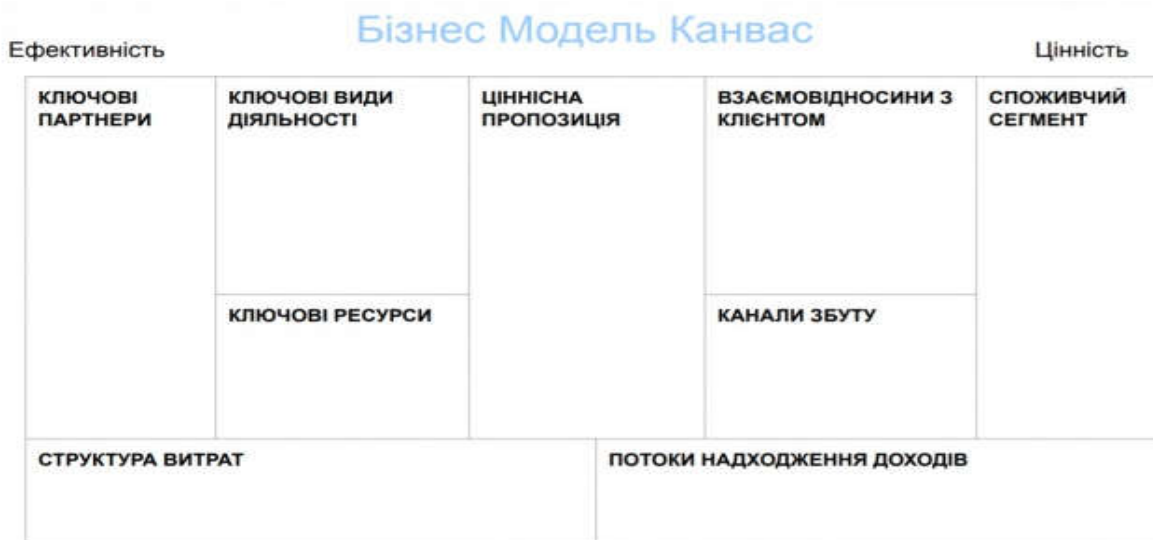 Бізнес Модель Канвас
Ефективність
Цінність
КЛЮЧОВІ
ПАРТНЕРИ
КЛЮЧОВІ ВИДИ
ДІЯЛЬНОСТІ
КЛЮЧОВІ РЕСУРСИ
ЦІННІСНА
ПРОПОЗИЦІЯ
ВЗАЄМОВІДНОСИНИ З
КЛІЄНТОМ
КАНАЛИ ЗБУТУ
СПОЖИВЧИЙ
СЕГМЕНТ
СТРУКТУРА ВИТРАТ
ПОТОКИ НАДХОДЖЕННЯ ДОХОДІВ